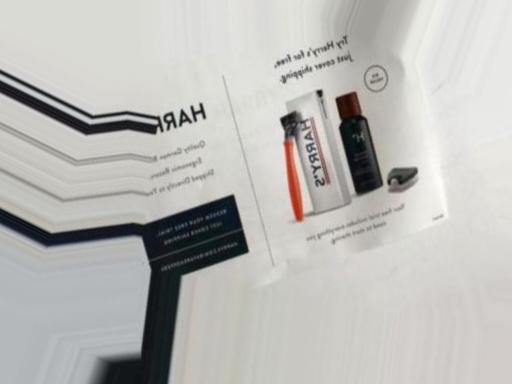 HARR
Quality German
Ergonomic Razors.
Shipped Directly to
REDEEM YOUR FREE TRIAL.
JUST COVER SHIPPING
Try Harry's for free,
just cover shipping.
HARRY'S
H
Your free trial includes everything you
need to start shaving.